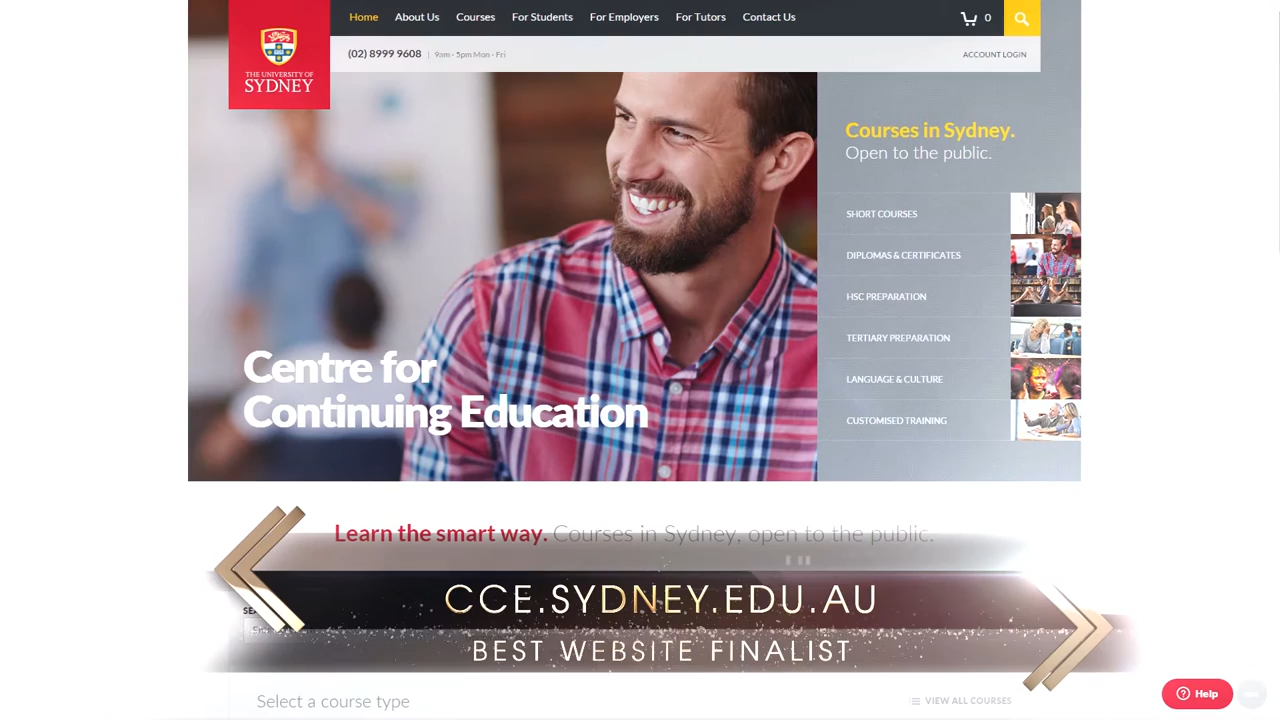 Home About Us Courses For Students For Employers For Tutors Contact Us 0
(02) 8999 9608 | 9am - 5pm Mon - Fri ACCOUNT LOGIN
THE UNIVERSITY OF
SYDNEY
Courses in Sydney.
Open to the public.
SHORT COURSES
DIPLOMAS & CERTIFICATES
HSC PREPARATION
TERTIARY PREPARATION
LANGUAGE & CULTURE
CUSTOMISED TRAINING
Centre for
Continuing Education
Learn the smart way. Courses in Sydney, open to the public.
CCE.SYDNEY.EDU.AU
BEST WEBSITE FINALIST
Help
Select a course type VIEW ALL COURSES